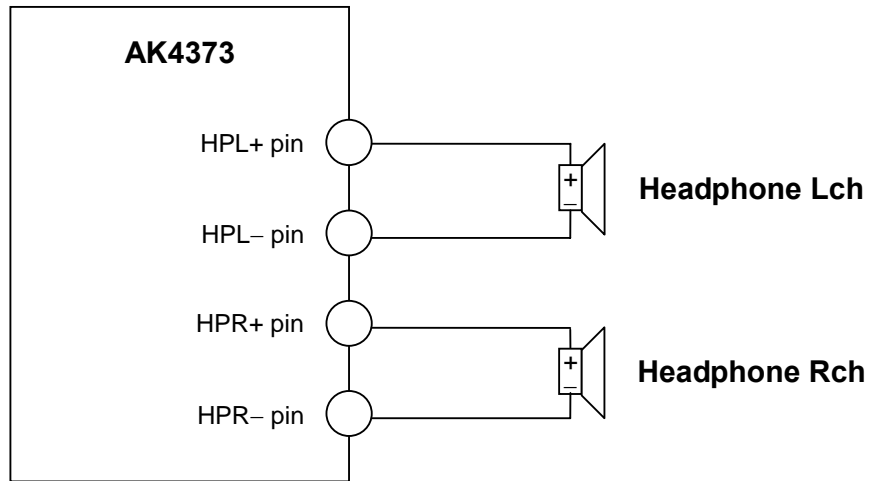 AK4373
HPL+ pin
+
−
Headphone Lch
HPL− pin
HPR+ pin
+
−
Headphone Rch
HPR− pin